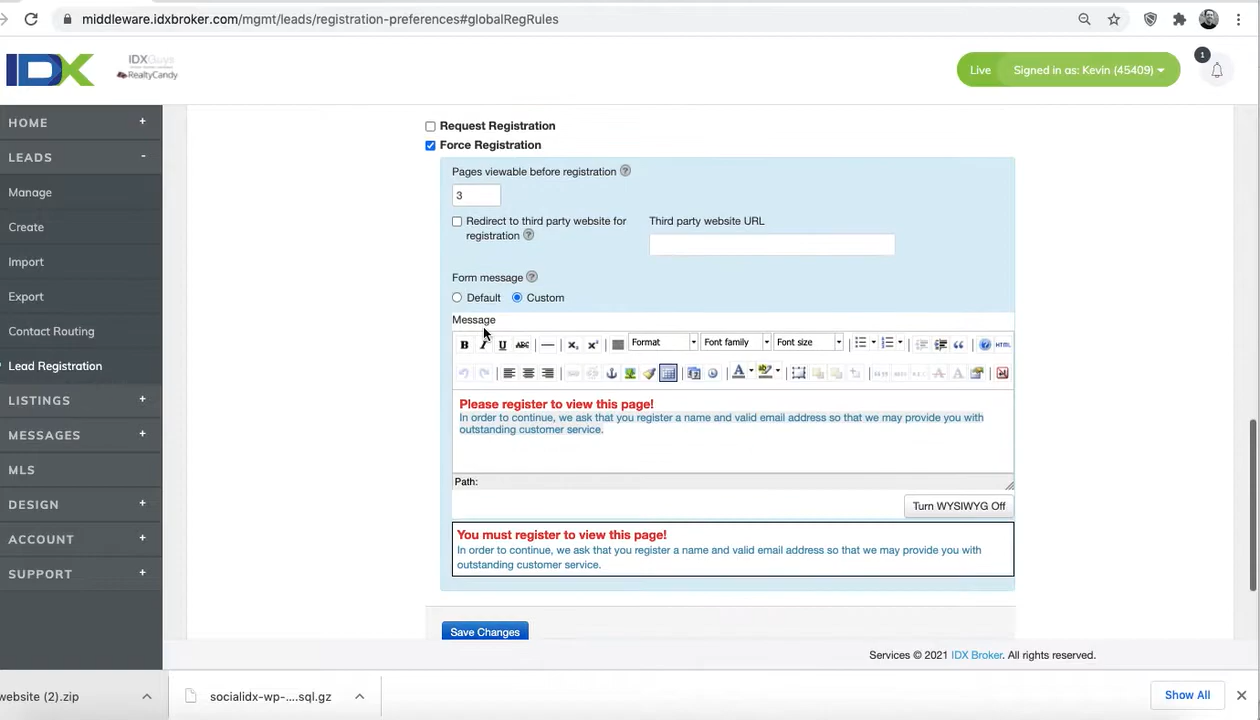 middleware.idxbroker.com/mgmt/leads/registration-preferences#globalRegRules
IDX
IDXGuys
RealtyCandy
Live Signed in as: Kevin (45409)
1
HOME +
LEADS -
Manage
Create
Import
Export
Contact Routing
Lead Registration
LISTINGS +
MESSAGES +
MLS
DESIGN +
ACCOUNT +
SUPPORT +
Request Registration
Force Registration
Pages viewable before registration ?
3
Redirect to third party website for registration ?
Third party website URL
Form message ?
Default Custom
Message
B I U ABC Format Font family Font size HTML
Please register to view this page!
In order to continue, we ask that you register a name and valid email address so that we may provide you with
outstanding customer service.
Path:
Turn WYSIWYG Off
You must register to view this page!
In order to continue, we ask that you register a name and valid email address so that we may provide you with
outstanding customer service.
Save Changes
Services © 2021 IDX Broker. All rights reserved.
website (2).zip
socialidx-wp-....sql.gz
Show All